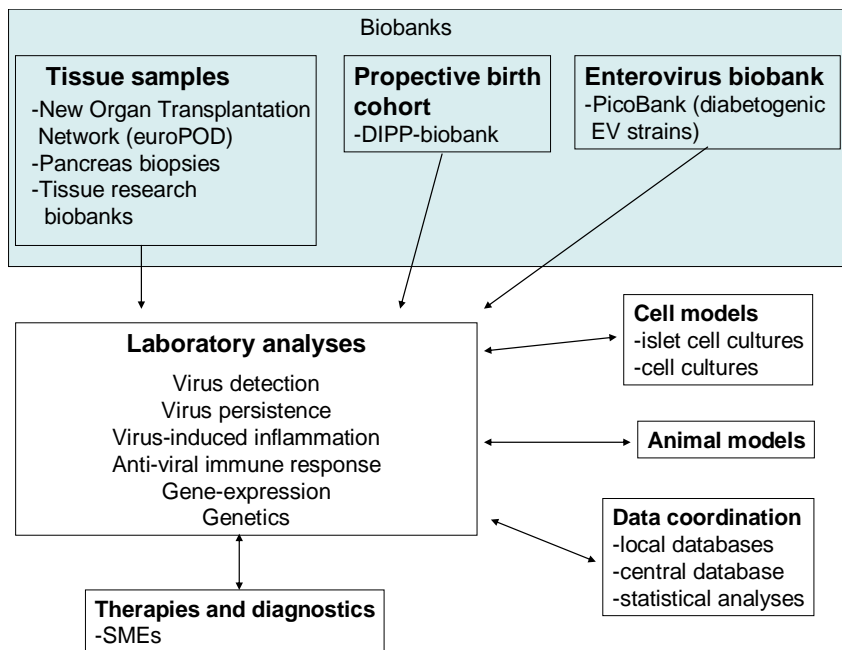 Biobanks
Tissue samples
-New Organ Transplantation
Network (euroPOD)
-Pancreas biopsies
-Tissue research
biobanks
Propective birth
cohort
-DIPP-biobank
Enterovirus biobank
-PicoBank (diabetogenic
EV strains)
Laboratory analyses
Virus detection
Virus persistence
Virus-induced inflammation
Anti-viral immune response
Gene-expression
Genetics
Cell models
-islet cell cultures
-cell cultures
Animal models
Data coordination
-local databases
-central database
-statistical analyses
Therapies and diagnostics
-SMEs